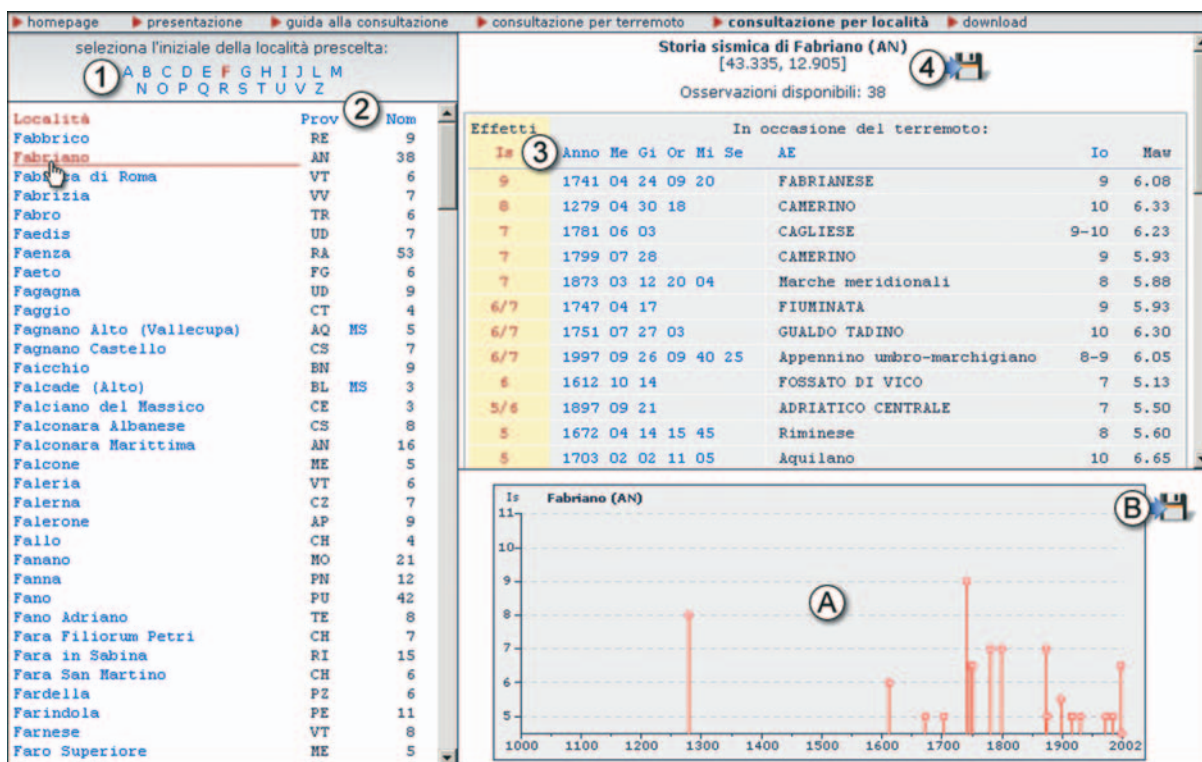 homepage presentazione guida alla consultazione consultazione per terremoto consultazione per località download
seleziona l'iniziale della località prescelta:
1
A B C D E F G H I J L M
N O P Q R S T U V Z
2
Località Prov Nom
Fabbrico RE 9
Fabriano AN 38
Fabrica di Roma VT 6
Fabrizia VV 7
Fabro TR 6
Faedis UD 7
Faenza RA 53
Faeto FG 6
Fagagna UD 9
Faggio CT 4
Fagnano Alto (Vallecupa) AQ MS 5
Fagnano Castello CS 7
Faicchio BN 9
Falcade (Alto) BL MS 3
Falciano del Massico CE 3
Falconara Albanese CS 8
Falconara Marittima AN 16
Falcone ME 5
Faleria VT 6
Falerna CZ 7
Falerone AP 9
Fallo CH 4
Fanano MO 21
Fanna PN 12
Fano PU 42
Fano Adriano TE 8
Fara Filiorum Petri CH 7
Fara in Sabina RI 15
Fara San Martino CH 6
Fardella PZ 6
Farindola PE 11
Farnese VT 8
Faro Superiore ME 5
Storia sismica di Fabriano (AN)
[43.335, 12.905]
4
Osservazioni disponibili: 38
Effetti In occasione del terremoto:
Is 3 Anno Me Gi Or Mi Se AE Io Maw
9 1741 04 24 09 20 FABRIANESE 9 6.08
8 1279 04 30 18 CAMERINO 10 6.33
7 1781 06 03 CAGLIESE 9-10 6.23
7 1799 07 28 CAMERINO 9 5.93
7 1873 03 12 20 04 Marche meridionali 8 5.88
6/7 1747 04 17 FIUMINATA 9 5.93
6/7 1751 07 27 03 GUALDO TADINO 10 6.30
6/7 1997 09 26 09 40 25 Appennino umbro-marchigiano 8-9 6.05
6 1612 10 14 FOSSATO DI VICO 7 5.13
5/6 1897 09 21 ADRIATICO CENTRALE 7 5.50
5 1672 04 14 15 45 Riminese 8 5.60
5 1703 02 02 11 05 Aquilano 10 6.65
Is Fabriano (AN)
B
11
10
9
A
8
7
6
5
1000 1100 1200 1300 1400 1500 1600 1700 1800 1900 2002